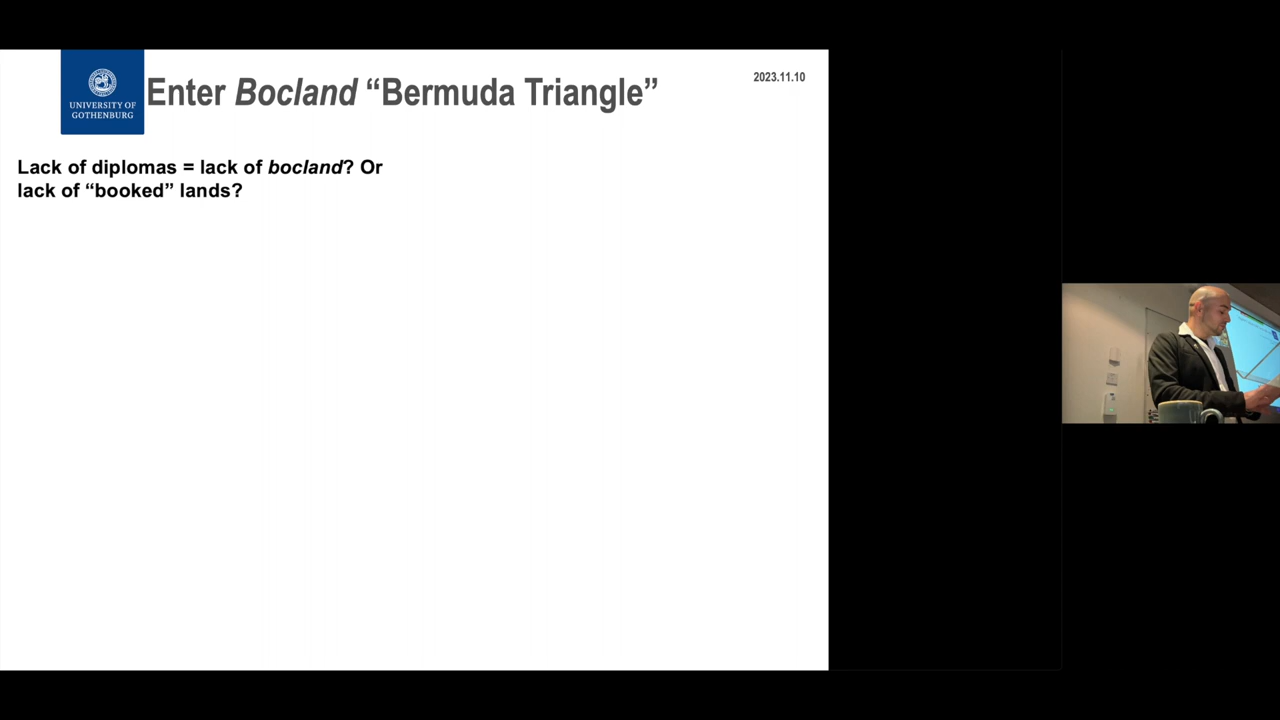 UNIVERSITY OF
GOTHENBURG
Enter Bocland “Bermuda Triangle”
2023.11.10
Lack of diplomas = lack of bocland? Or
lack of “booked” lands?